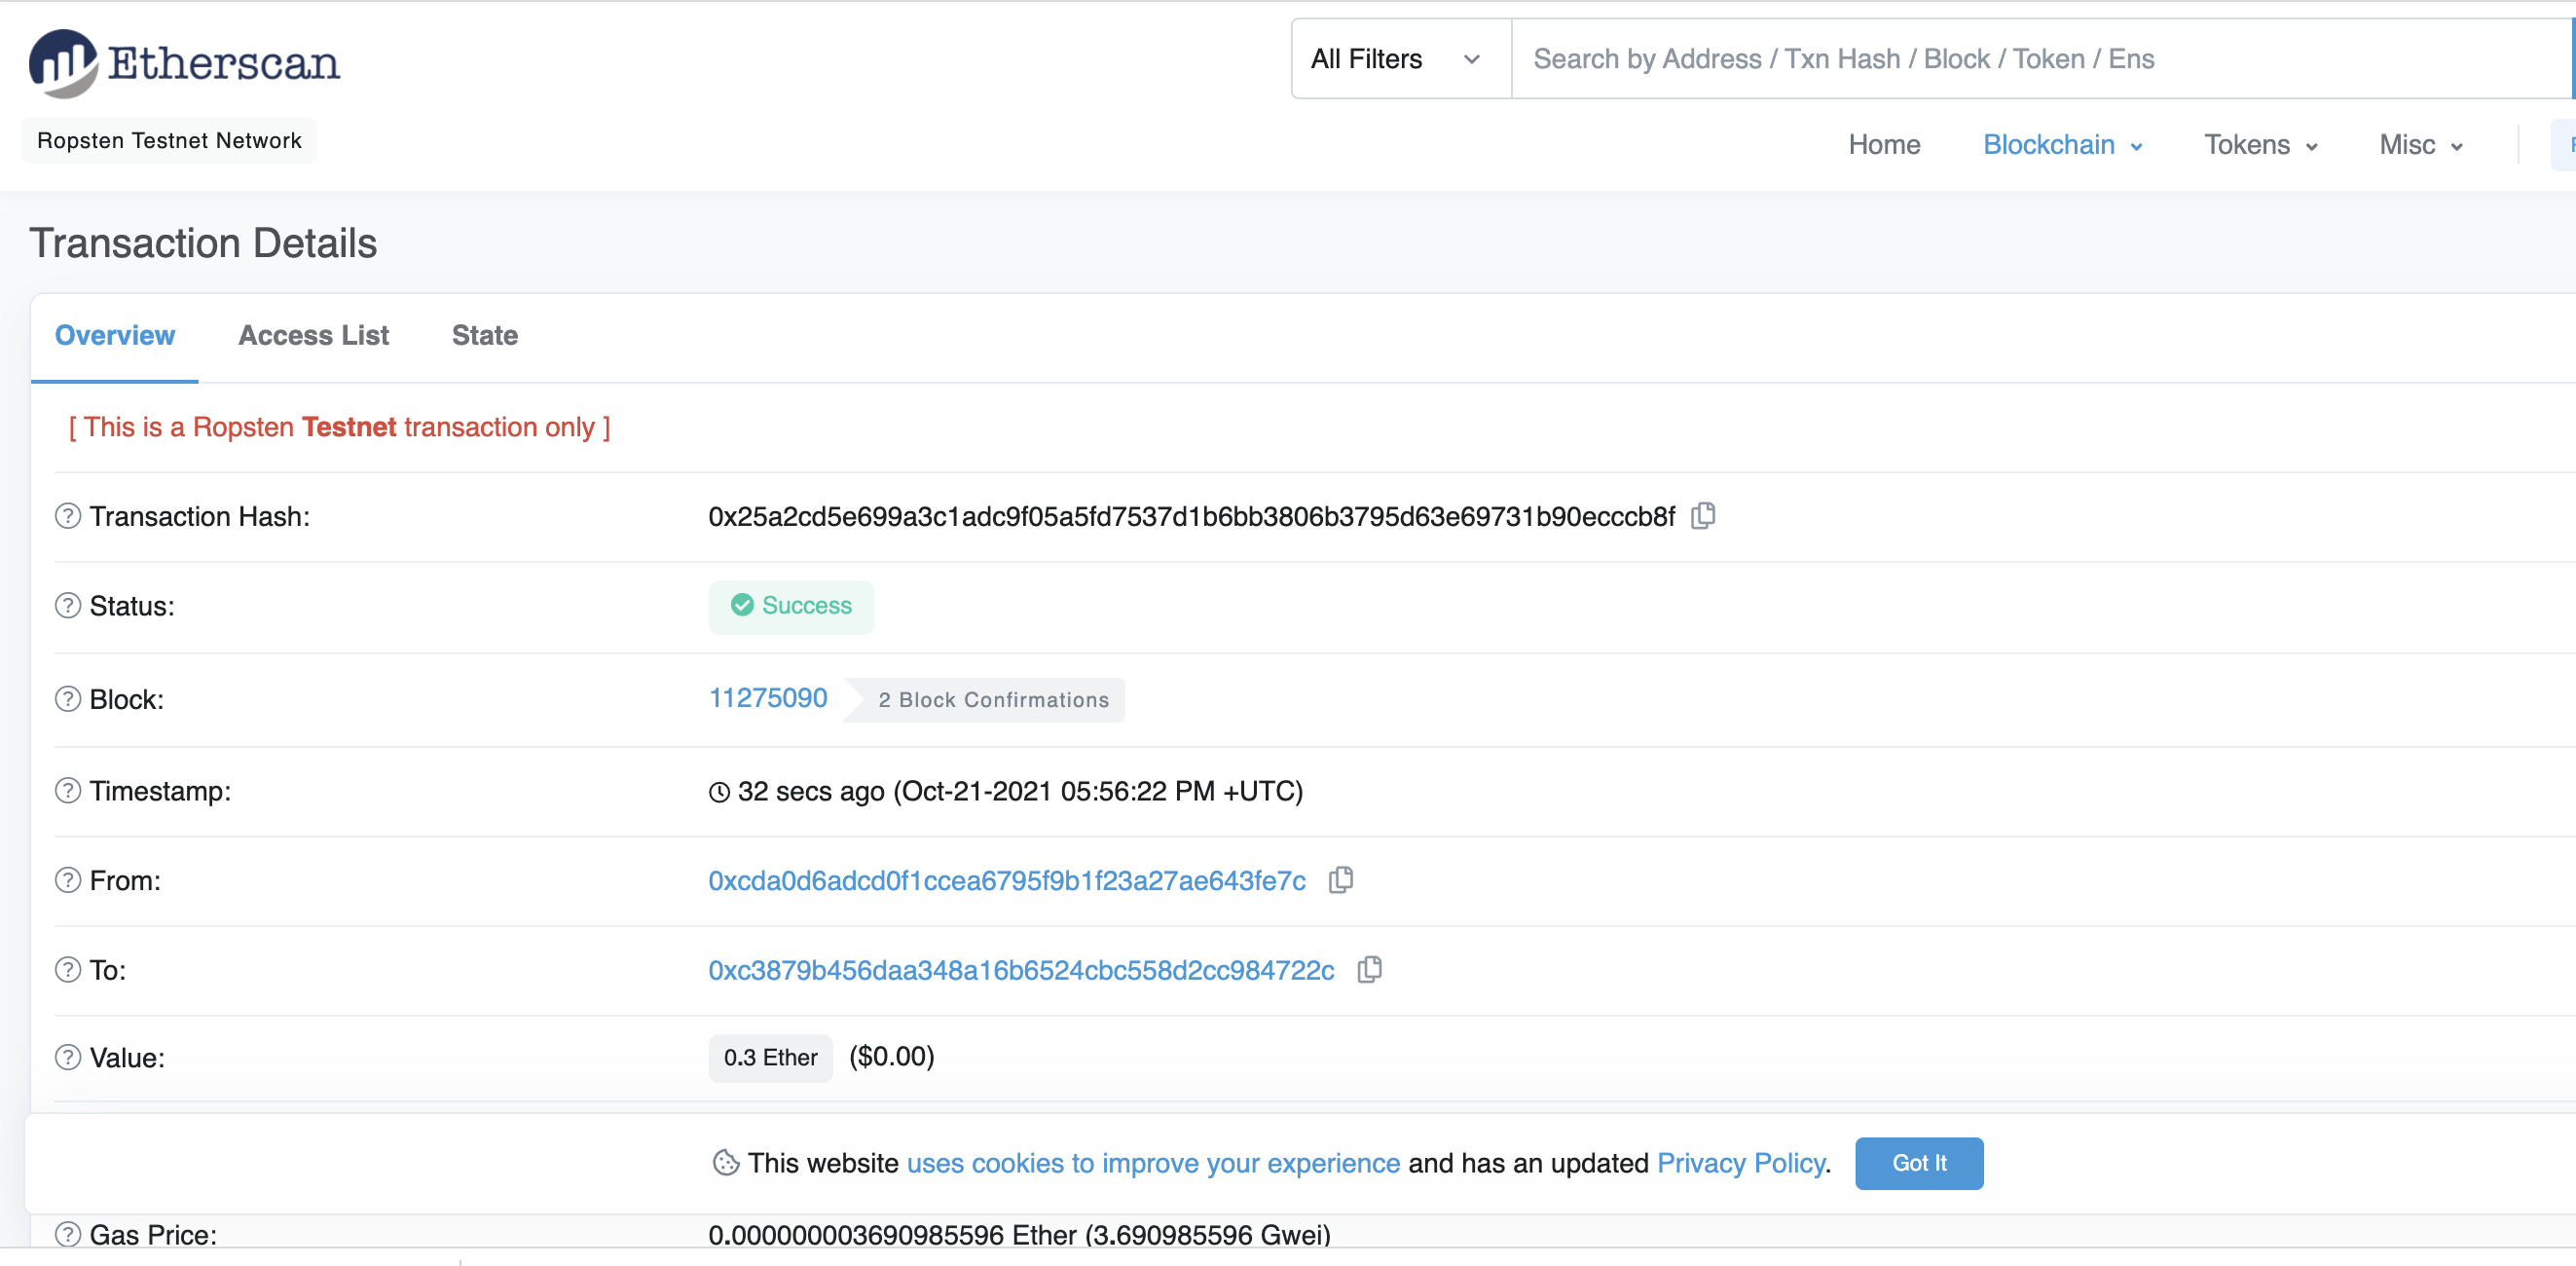 Etherscan
All Filters
Search by Address / Txn Hash / Block / Token / Ens
Ropsten Testnet Network
Home Blockchain Tokens Misc
Transaction Details
Overview Access List State
[ This is a Ropsten Testnet transaction only ]
Transaction Hash: 0x25a2cd5e699a3c1adc9f05a5fd7537d1b6bb3806b3795d63e69731b90ecccb8f
Status: Success
Block: 11275090 2 Block Confirmations
Timestamp: 32 secs ago (Oct-21-2021 05:56:22 PM +UTC)
From: 0xcda0d6adcd0f1ccea6795f9b1f23a27ae643fe7c
To: 0xc3879b456daa348a16b6524cbc558d2cc984722c
Value: 0.3 Ether ($0.00)
This website uses cookies to improve your experience and has an updated Privacy Policy. Got It
Gas Price: 0.000000003690985596 Ether (3.690985596 Gwei)